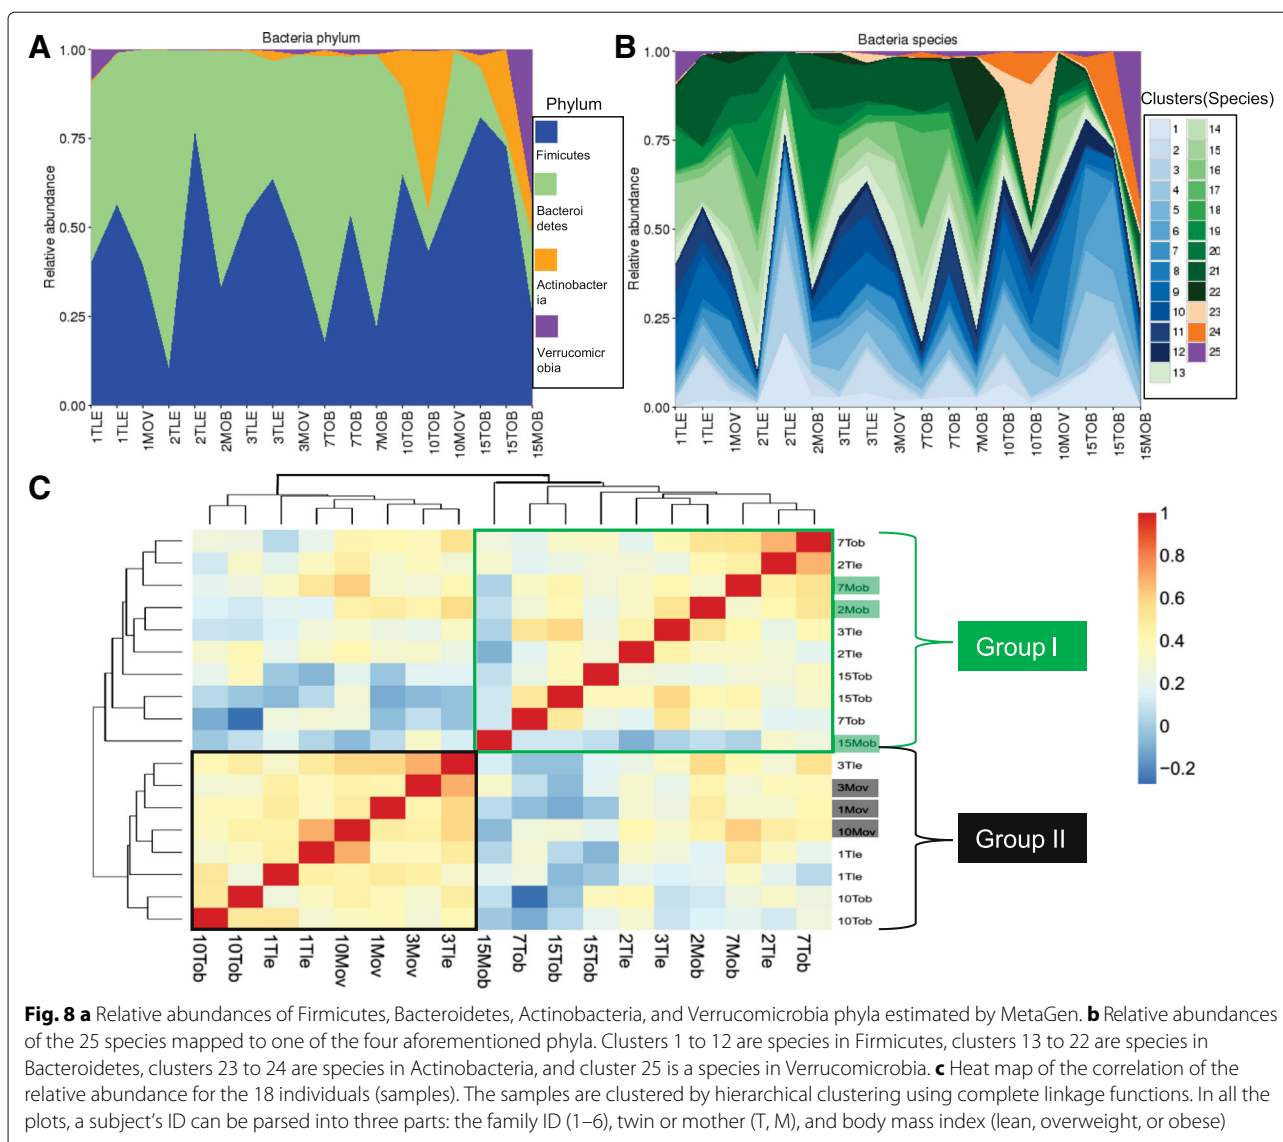 A
Bacteria phylum
Relative abundance
1.00
0.75
0.50
0.25
0.00
1TLE
1TLE
1MOV
2TLE
2TLE
2MOB
3TLE
3TLE
3MOV
7TOB
7TOB
7MOB
10TOB
10TOB
10MOV
15TOB
15TOB
15MOB
Phylum
Fimicutes
Bacteroi
detes
Actinobacter
ia
Verrucomicr
obia
B
Bacteria species
Relative abundance
1.00
0.75
0.50
0.25
0.00
1TLE
1TLE
1MOV
2TLE
2TLE
2MOB
3TLE
3TLE
3MOV
7TOB
7TOB
7MOB
10TOB
10TOB
10MOV
15TOB
15TOB
15MOB
Clusters(Species)
1
2
3
4
5
6
7
8
9
10
11
12
13
14
15
16
17
18
19
20
21
22
23
24
25
C
7Tob
2Tle
7Mob
2Mob
3Tle
2Tle
15Tob
15Tob
7Tob
15Mob
3Tle
3Mov
1Mov
10Mov
1Tle
1Tle
10Tob
10Tob
10Tob
10Tob
1Tle
1Tle
10Mov
1Mov
3Mov
3Tle
15Mob
7Tob
15Tob
15Tob
2Tle
3Tle
2Mob
7Mob
2Tle
7Tob
Group I
Group II
1
0.8
0.6
0.4
0.2
0
−0.2
Fig. 8 a Relative abundances of Firmicutes, Bacteroidetes, Actinobacteria, and Verrucomicrobia phyla estimated by MetaGen. b Relative abundances
of the 25 species mapped to one of the four aforementioned phyla. Clusters 1 to 12 are species in Firmicutes, clusters 13 to 22 are species in
Bacteroidetes, clusters 23 to 24 are species in Actinobacteria, and cluster 25 is a species in Verrucomicrobia. c Heat map of the correlation of the
relative abundance for the 18 individuals (samples). The samples are clustered by hierarchical clustering using complete linkage functions. In all the
plots, a subject's ID can be parsed into three parts: the family ID (1–6), twin or mother (T, M), and body mass index (lean, overweight, or obese)